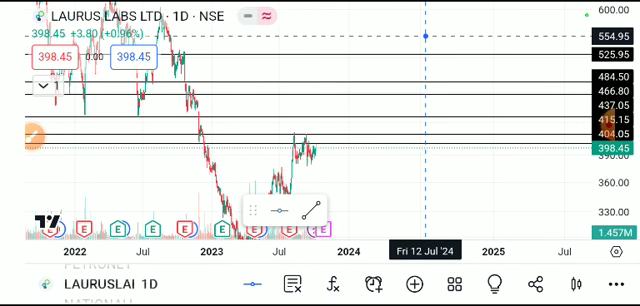 LAURUS LABS LTD · 1D · NSE
398.45 +3.80 (+0.96%)
398.45 0.00 398.45
1
600.00
554.95
525.95
484.50
466.80
437.05
415.15
404.05
398.45
390.00
360.00
330.00
1.457M
E E E E E E E E
2022 Jul 2023 Jul 2024 Fri 12 Jul '24 2025 Jul
LAURUSLAI 1D